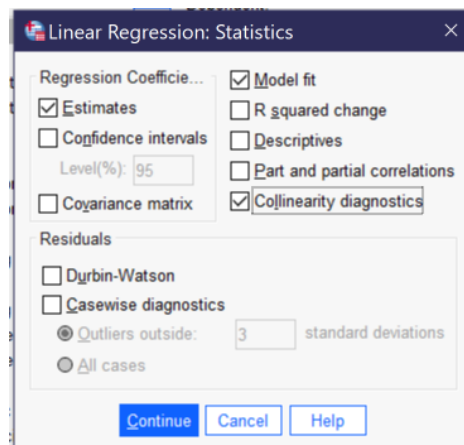 Linear Regression: Statistics
Regression Coefficie...
Estimates
Confidence intervals
Level(%): 95
Covariance matrix
Model fit
R squared change
Descriptives
Part and partial correlations
Collinearity diagnostics
Residuals
Durbin-Watson
Casewise diagnostics
Outliers outside: 3 standard deviations
All cases
Continue Cancel Help